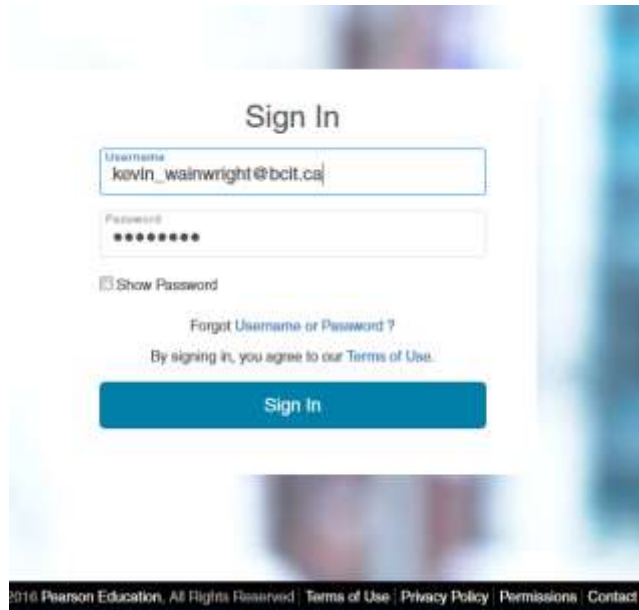 Sign In
Username
kevin_wainwright@bcit.ca
Password
••••••••
Show Password
Forgot Username or Password ?
By signing in, you agree to our Terms of Use.
Sign In
2016 Pearson Education, All Rights Reserved | Terms of Use | Privacy Policy | Permissions | Contact